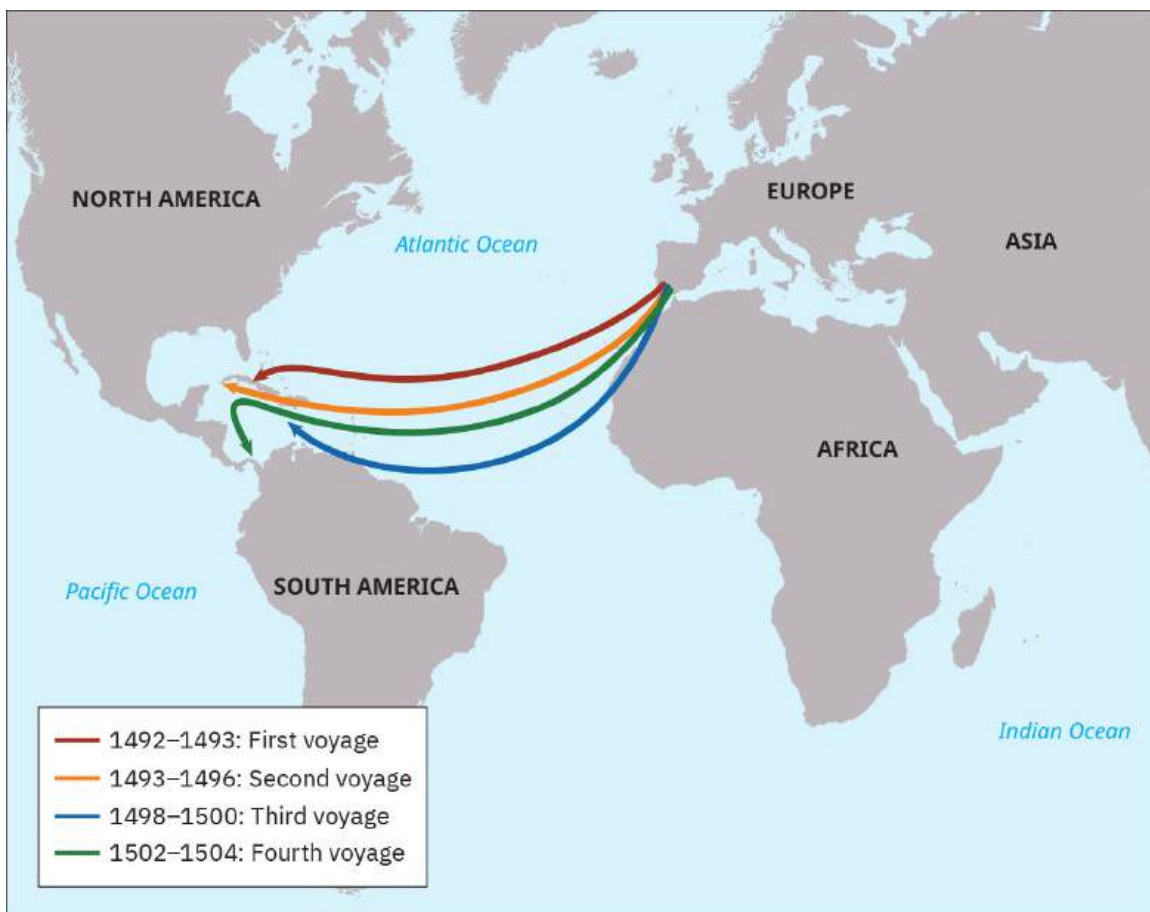 NORTH AMERICA
EUROPE
Atlantic Ocean
ASIA
AFRICA
Pacific Ocean
SOUTH AMERICA
Indian Ocean
1492–1493: First voyage
1493–1496: Second voyage
1498–1500: Third voyage
1502–1504: Fourth voyage